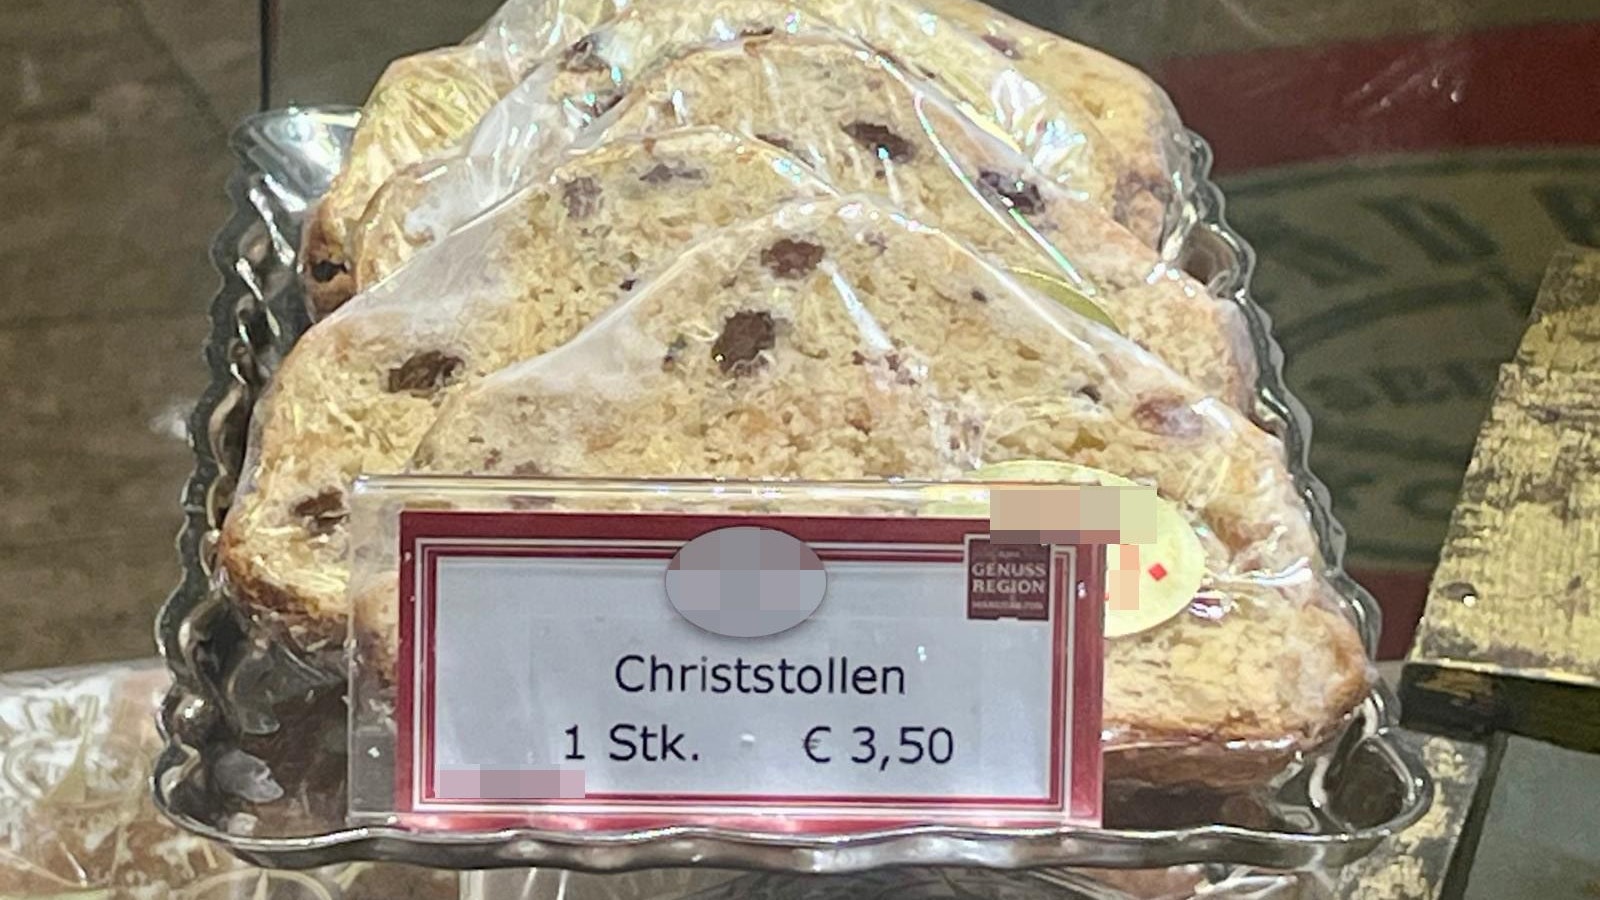 GENUSS
REGION
Christstollen
1 Stk. € 3,50